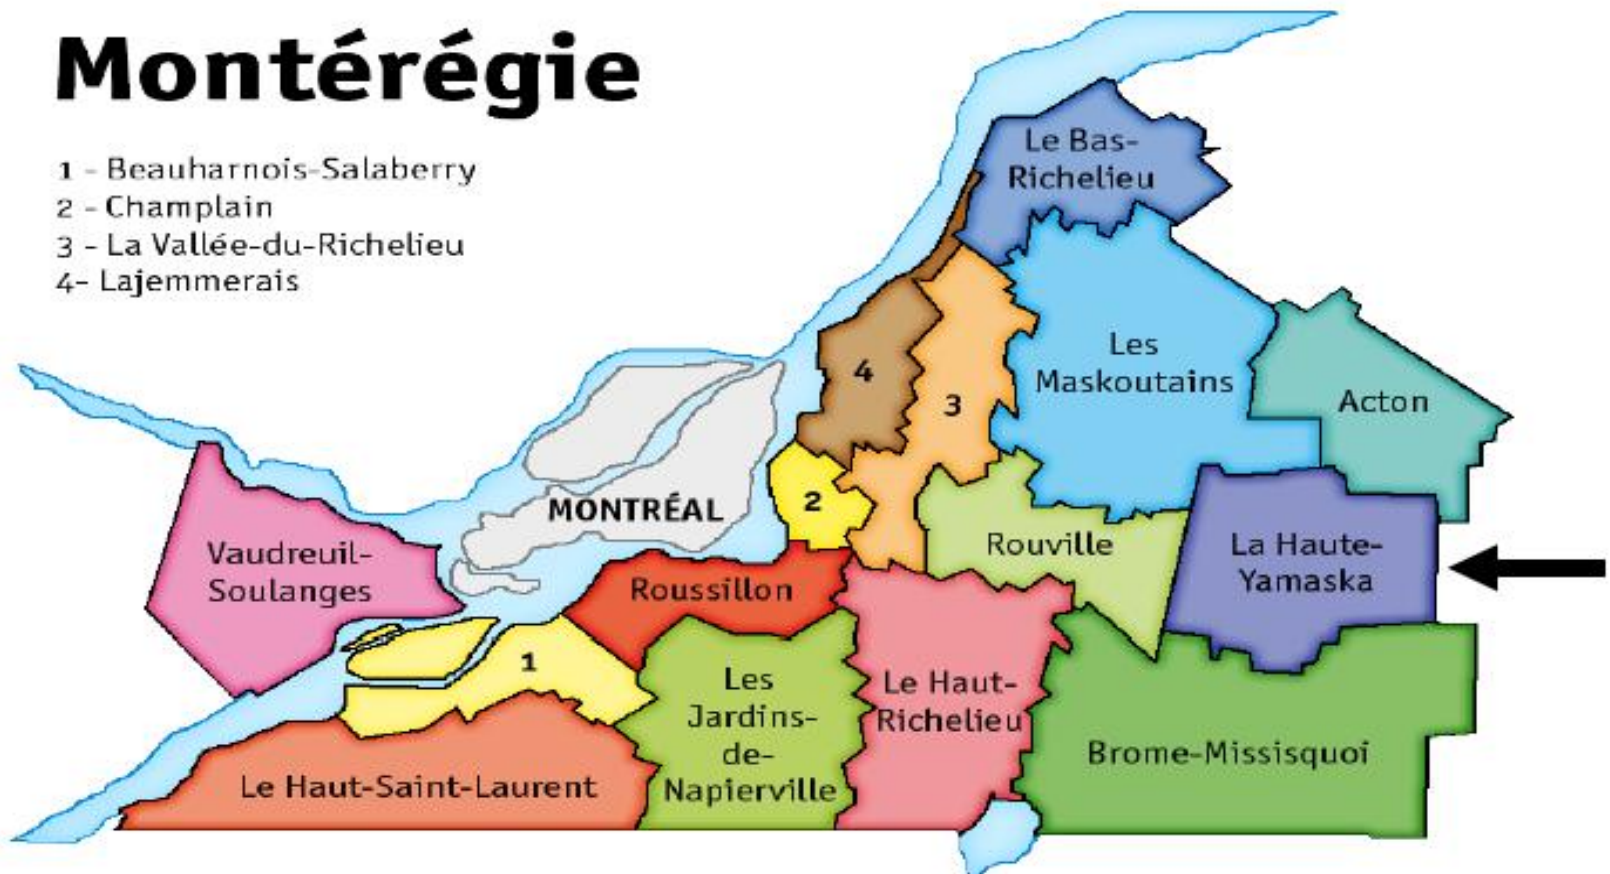 Montérégie
1 - Beauharnois-Salaberry
2 - Champlain
3 - La Vallée-du-Richelieu
4- Lajemmerais
Le Bas-
Richelieu
Les
Maskoutains
Acton
4
3
2
MONTRÉAL
Vaudreuil-
Soulanges
Roussillon
Rouville
La Haute-
Yamaska
1
Les
Jardins-
de-
Napierville
Le Haut-
Richelieu
Brome-Missisquoi
Le Haut-Saint-Laurent